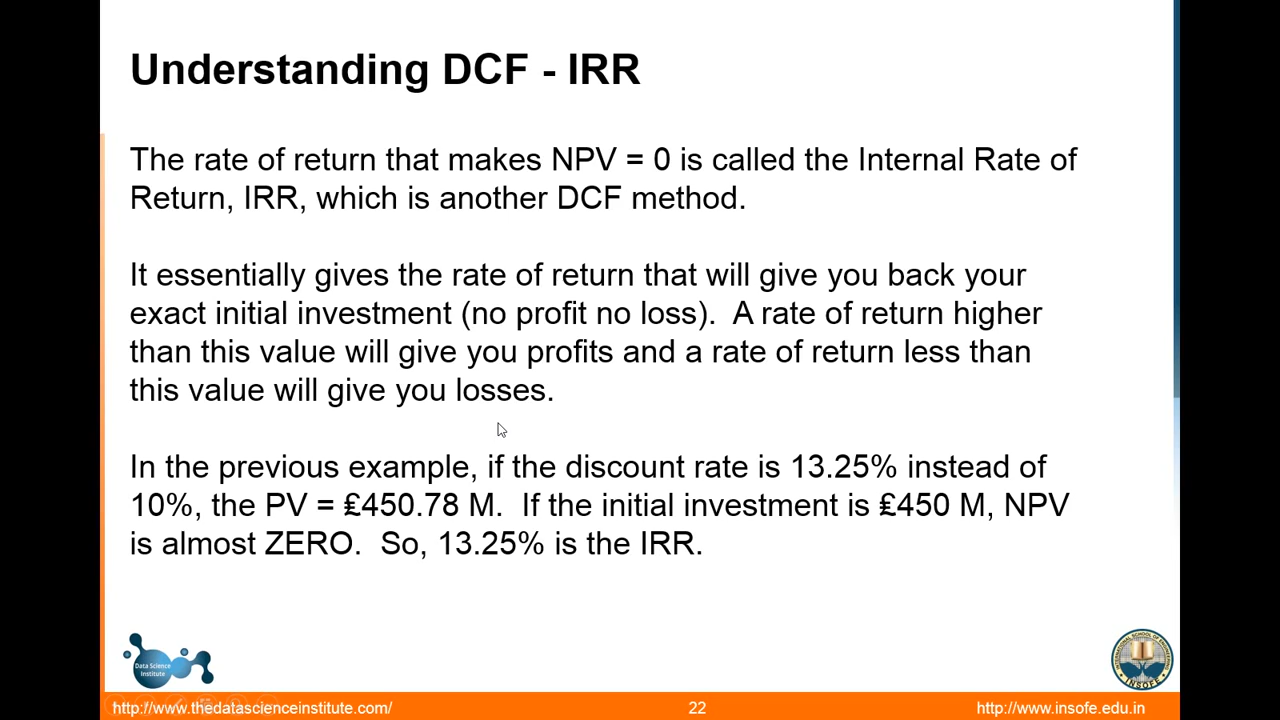 Understanding DCF - IRR
The rate of return that makes NPV = 0 is called the Internal Rate of
Return, IRR, which is another DCF method.
It essentially gives the rate of return that will give you back your
exact initial investment (no profit no loss).  A rate of return higher
than this value will give you profits and a rate of return less than
this value will give you losses.
In the previous example, if the discount rate is 13.25% instead of
10%, the PV = ₤450.78 M.  If the initial investment is ₤450 M, NPV
is almost ZERO.  So, 13.25% is the IRR.
Data Science
Institute
INTERNATIONAL SCHOOL OF ENGINEERING
INSOFE
http://www.thedatascienceinstitute.com/
22
http://www.insofe.edu.in